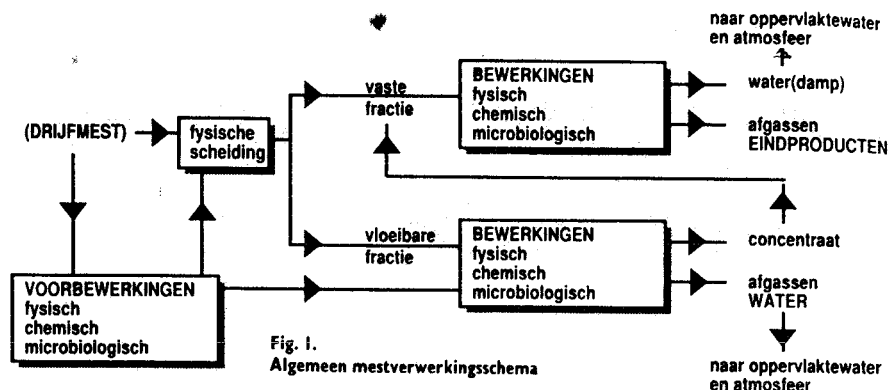 naar oppervlaktewater
en atmosfeer
vaste
fractie
BEWERKINGEN
fysisch
chemisch
microbiologisch
water(damp)
afgassen
EINDPRODUCTEN
(DRIJFMEST)
fysische
scheiding
vloeibare
fractie
BEWERKINGEN
fysisch
chemisch
microbiologisch
concentraat
afgassen
WATER
VOORBEWERKINGEN
fysisch
chemisch
microbiologisch
Fig. I.
Algemeen mestverwerkingsschema
naar oppervlaktewater
en atmosfeer